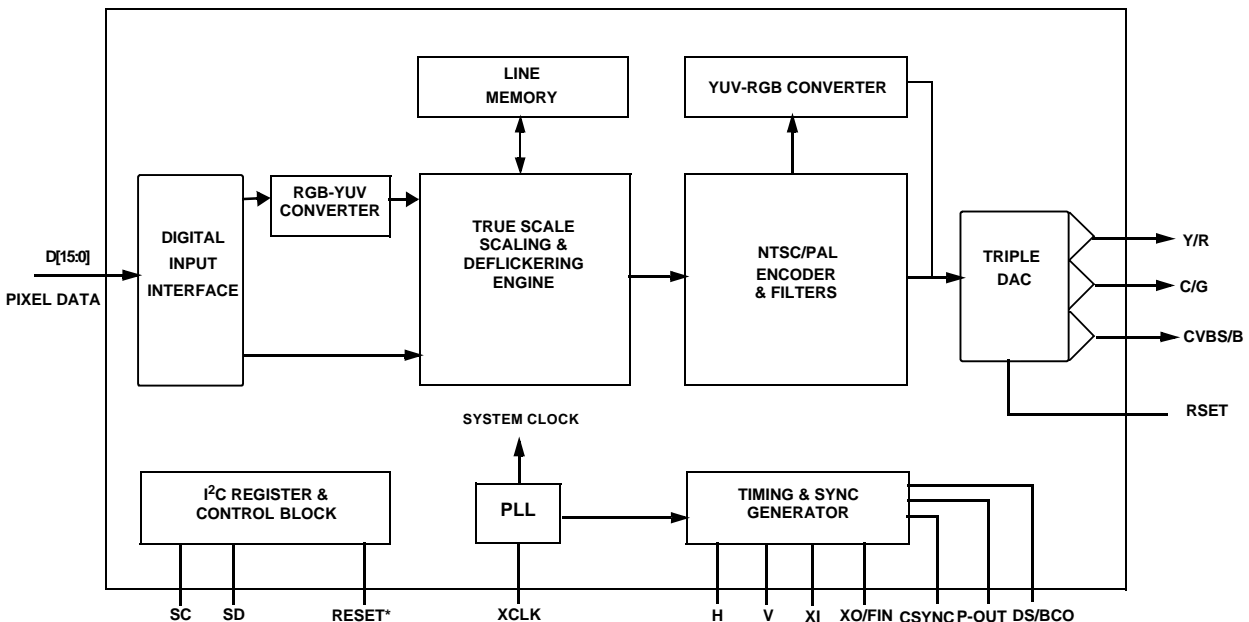 LINE
MEMORY
YUV-RGB CONVERTER
RGB-YUV
CONVERTER
DIGITAL
INPUT
INTERFACE
TRUE SCALE
SCALING &
DEFLICKERING
ENGINE
NTSC/PAL
ENCODER
& FILTERS
TRIPLE
DAC
D[15:0]
PIXEL DATA
Y/R
C/G
CVBS/B
RSET
SYSTEM CLOCK
I²C REGISTER &
CONTROL BLOCK
PLL
TIMING & SYNC
GENERATOR
SC SD RESET* XCLK H V XI XO/FIN CSYNC P-OUT DS/BCO